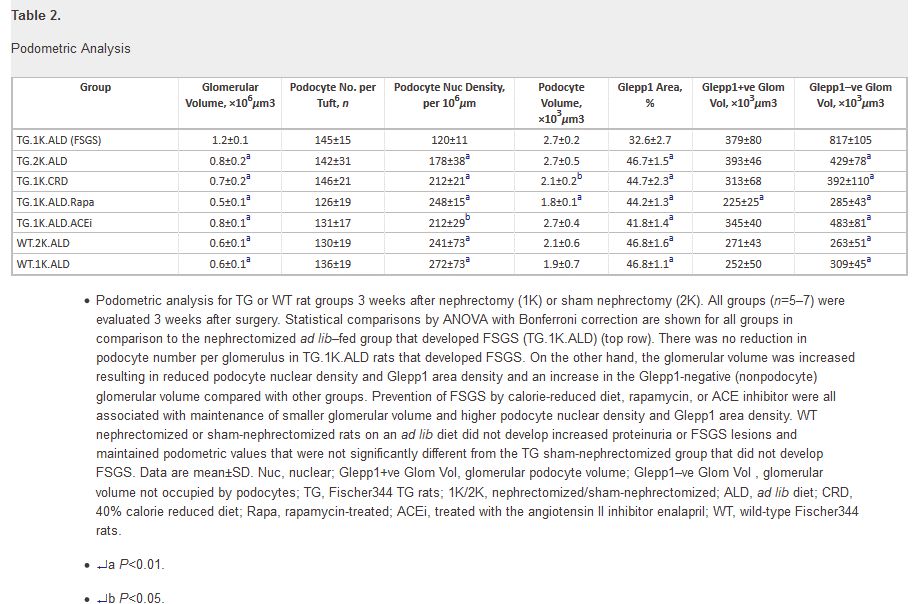 Table 2.
Podometric Analysis
Group Glomerular Volume, ×10⁶μm3 Podocyte No. per Tuft, n Podocyte Nuc Density, per 10⁶μm Podocyte Volume, ×10³μm3 Glepp1 Area, % Glepp1+ve Glom Vol, ×10³μm3 Glepp1–ve Glom Vol, ×10³μm3
TG.1K.ALD (FSGS) 1.2±0.1 145±15 120±11 2.7±0.2 32.6±2.7 379±80 817±105
TG.2K.ALD 0.8±0.2a 142±31 178±38a 2.7±0.5 46.7±1.5a 393±46 429±78a
TG.1K.CRD 0.7±0.2a 146±21 212±21a 2.1±0.2b 44.7±2.3a 313±68 392±110a
TG.1K.ALD.Rapa 0.5±0.1a 126±19 248±15a 1.8±0.1a 44.2±1.3a 225±25a 285±43a
TG.1K.ALD.ACEi 0.8±0.1a 131±17 212±29b 2.7±0.4 41.8±1.4a 345±40 483±81a
WT.2K.ALD 0.6±0.1a 130±19 241±73a 2.1±0.6 46.8±1.6a 271±43 263±51a
WT.1K.ALD 0.6±0.1a 136±19 272±73a 1.9±0.7 46.8±1.1a 252±50 309±45a
• Podometric analysis for TG or WT rat groups 3 weeks after nephrectomy (1K) or sham nephrectomy (2K). All groups (n=5–7) were
evaluated 3 weeks after surgery. Statistical comparisons by ANOVA with Bonferroni correction are shown for all groups in
comparison to the nephrectomized ad lib–fed group that developed FSGS (TG.1K.ALD) (top row). There was no reduction in
podocyte number per glomerulus in TG.1K.ALD rats that developed FSGS. On the other hand, the glomerular volume was increased
resulting in reduced podocyte nuclear density and Glepp1 area density and an increase in the Glepp1-negative (nonpodocyte)
glomerular volume compared with other groups. Prevention of FSGS by calorie-reduced diet, rapamycin, or ACE inhibitor were all
associated with maintenance of smaller glomerular volume and higher podocyte nuclear density and Glepp1 area density. WT
nephrectomized or sham-nephrectomized rats on an ad lib diet did not develop increased proteinuria or FSGS lesions and
maintained podometric values that were not significantly different from the TG sham-nephrectomized group that did not develop
FSGS. Data are mean±SD. Nuc, nuclear; Glepp1+ve Glom Vol, glomerular podocyte volume; Glepp1–ve Glom Vol , glomerular
volume not occupied by podocytes; TG, Fischer344 TG rats; 1K/2K, nephrectomized/sham-nephrectomized; ALD, ad lib diet; CRD,
40% calorie reduced diet; Rapa, rapamycin-treated; ACEi, treated with the angiotensin II inhibitor enalapril; WT, wild-type Fischer344
rats.
• ↵a P<0.01.
• ↵b P<0.05.